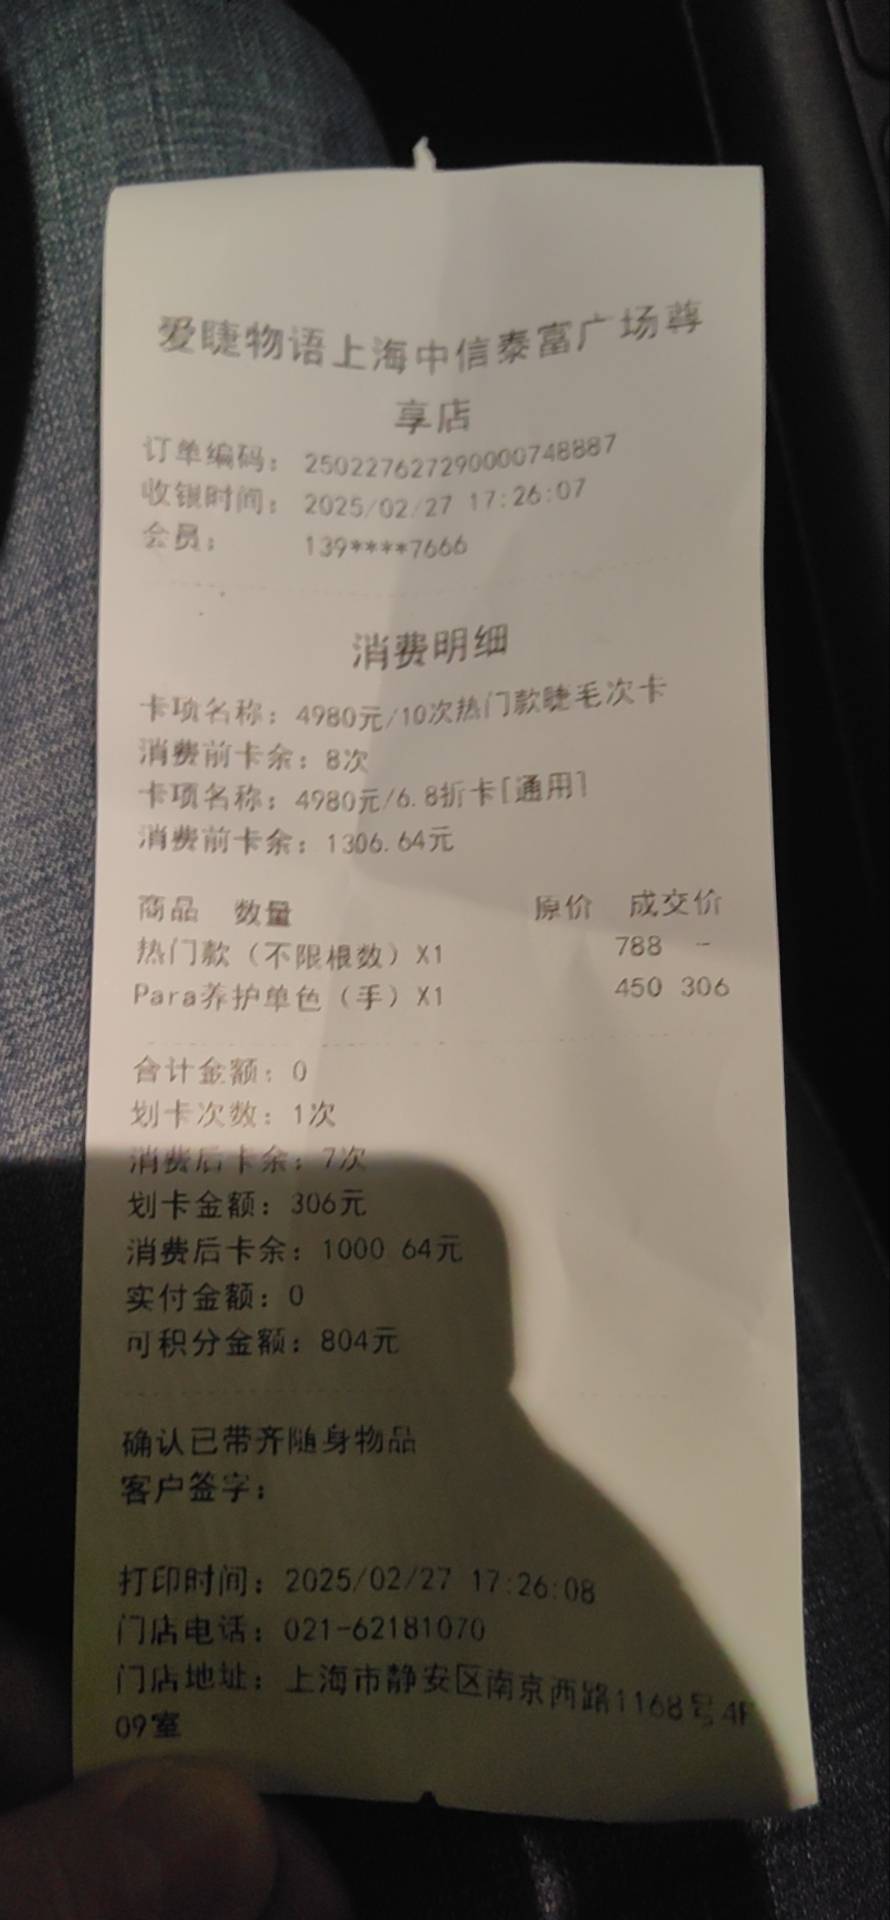 爱睫物语上海中信泰富广场尊
享店
订单编码: 250227627290000748887
收银时间: 2025/02/27 17:26:07
会员: 139****7666
消费明细
卡项名称: 4980元/10次热门款睫毛次卡
消费前卡余: 8次
卡项名称: 4980元/6.8折卡[通用]
消费前卡余: 1306.64元
商品 数量 原价 成交价
热门款（不限根数）X1 788 -
Para养护单色（手）X1 450 306
合计金额: 0
划卡次数: 1次
消费后卡余: 7次
划卡金额: 306元
消费后卡余: 1000 64元
实付金额: 0
可积分金额: 804元
确认已带齐随身物品
客户签字:
打印时间: 2025/02/27 17:26:08
门店电话: 021-62181070
门店地址: 上海市静安区南京西路1168号4F
09室